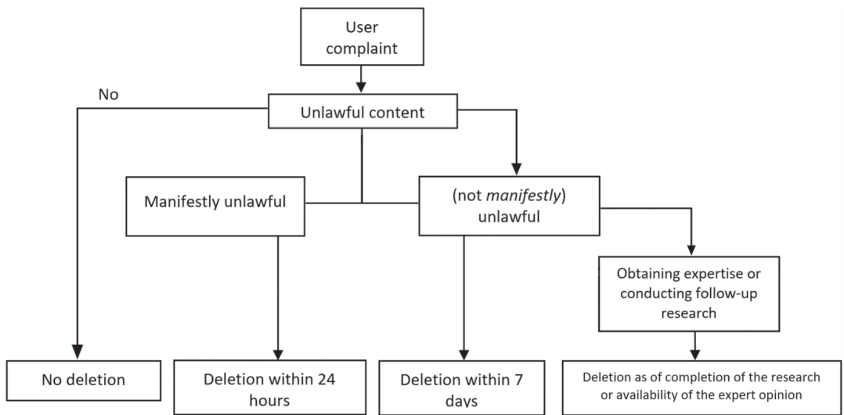 User
complaint
No
Unlawful content
Manifestly unlawful
(not manifestly)
unlawful
Obtaining expertise or
conducting follow-up
research
No deletion
Deletion within 24
hours
Deletion within 7
days
Deletion as of completion of the research
or availability of the expert opinion